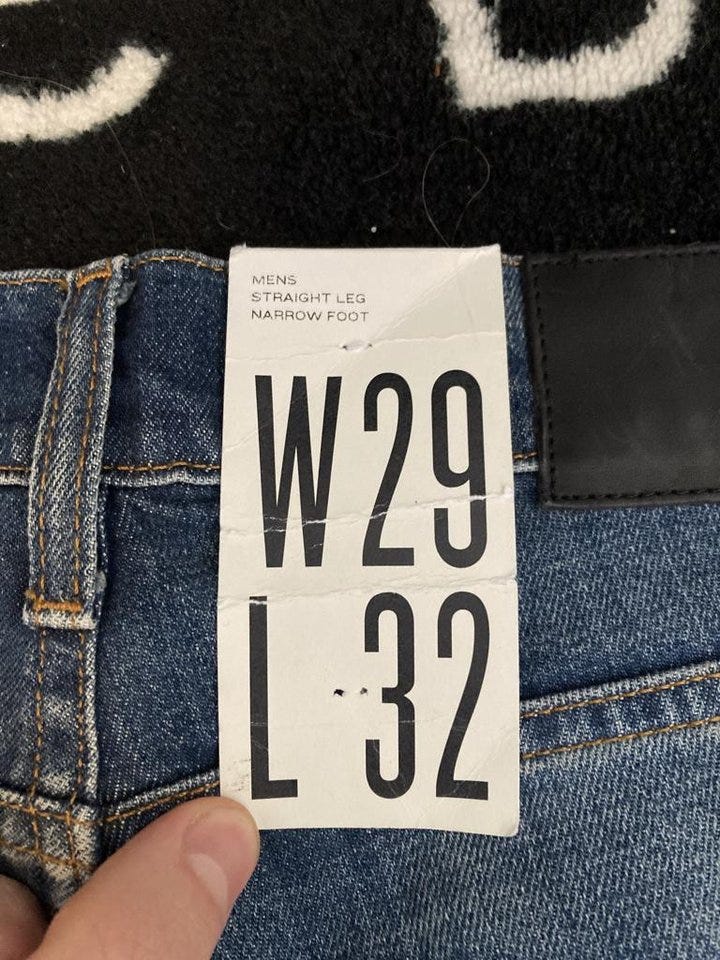 MENS
STRAIGHT LEG
NARROW FOOT
W29
L 32